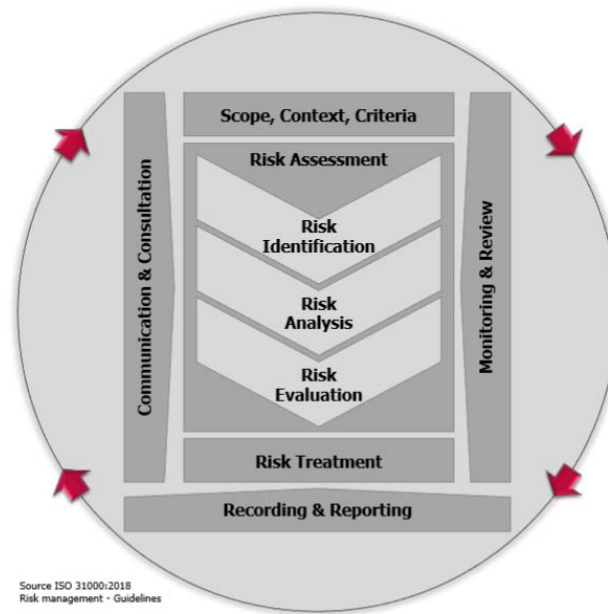 Scope, Context, Criteria
Communication & Consultation
Risk Assessment
Risk
Identification
Risk
Analysis
Risk
Evaluation
Monitoring & Review
Risk Treatment
Recording & Reporting
Source ISO 31000:2018
Risk management - Guidelines